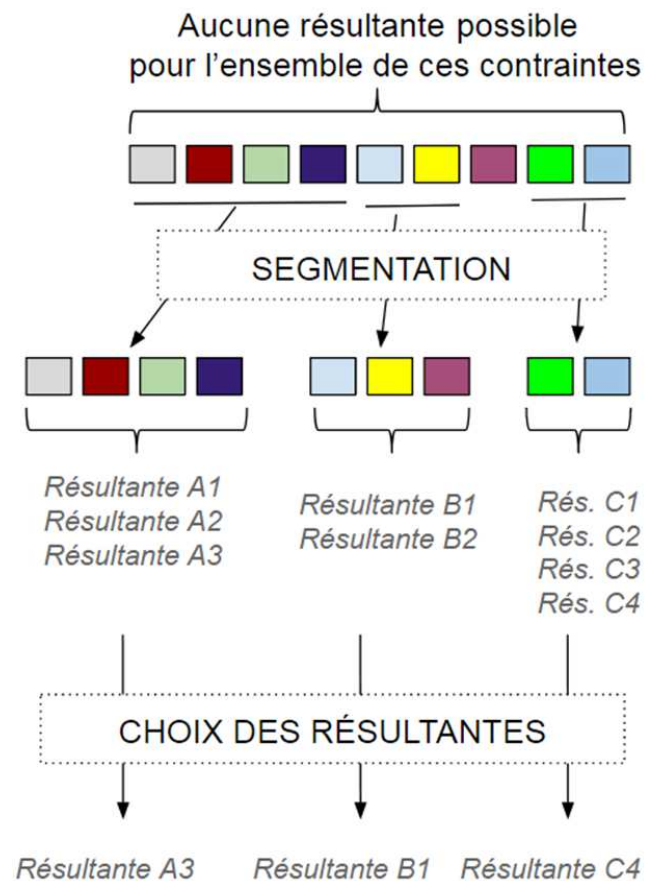 Aucune résultante possible
pour l'ensemble de ces contraintes
SEGMENTATION
Résultante A1
Résultante A2
Résultante A3
Résultante B1
Résultante B2
Rés. C1
Rés. C2
Rés. C3
Rés. C4
CHOIX DES RÉSULTANTES
Résultante A3
Résultante B1
Résultante C4